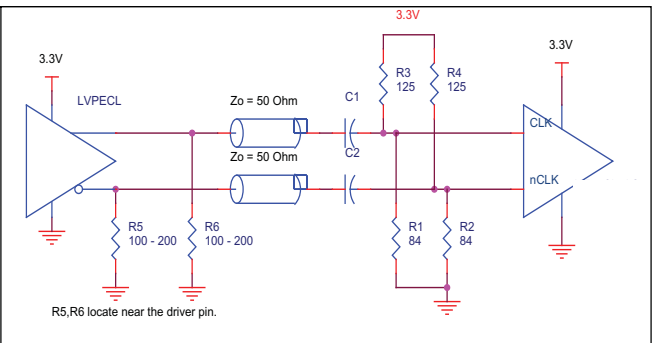 3.3V
3.3V
3.3V
LVPECL
R3
125
R4
125
Zo = 50 Ohm
C1
CLK
Zo = 50 Ohm
C2
nCLK
R5
100 - 200
R6
100 - 200
R1
84
R2
84
R5,R6 locate near the driver pin.